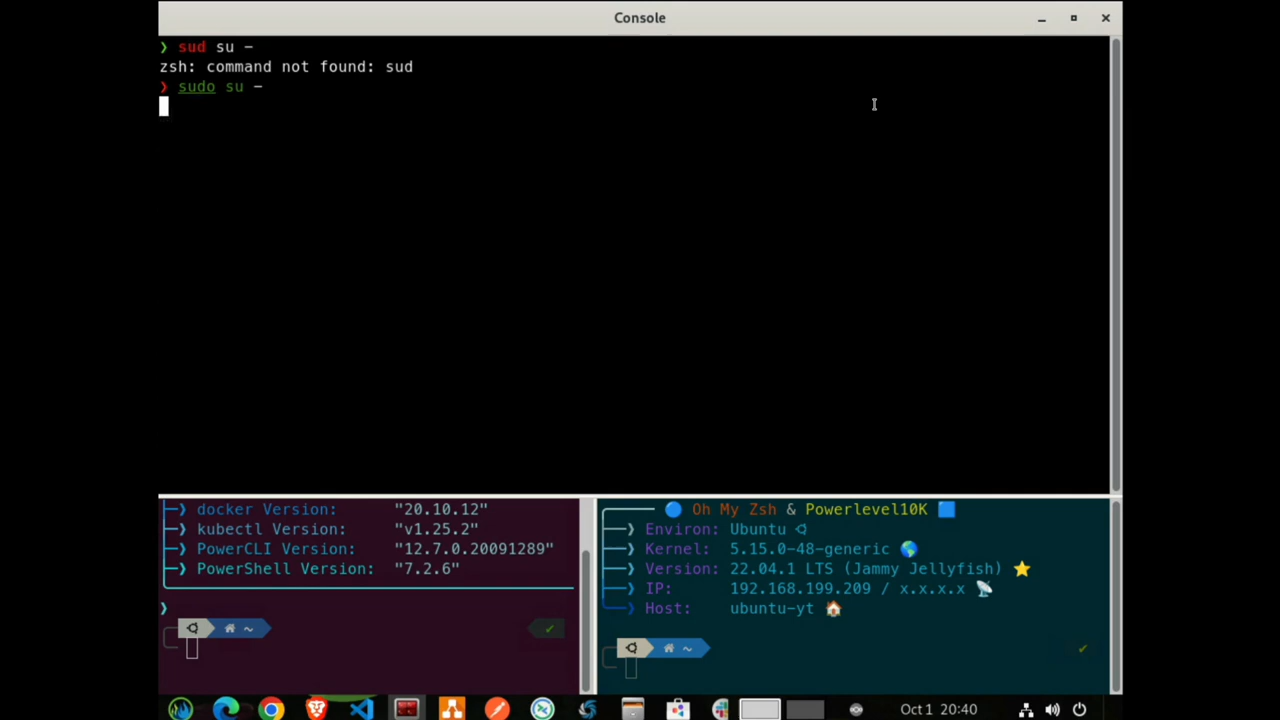 Console
❯ sud su -
zsh: command not found: sud
❯ sudo su -
docker Version: "20.10.12"
kubectl Version: "v1.25.2"
PowerCLI Version: "12.7.0.20091289"
PowerShell Version: "7.2.6"
❯
~
Oh My Zsh & Powerlevel10K
Environ: Ubuntu
Kernel: 5.15.0-48-generic
Version: 22.04.1 LTS (Jammy Jellyfish)
IP: 192.168.199.209 / x.x.x.x
Host: ubuntu-yt
~
Oct 1 20:40